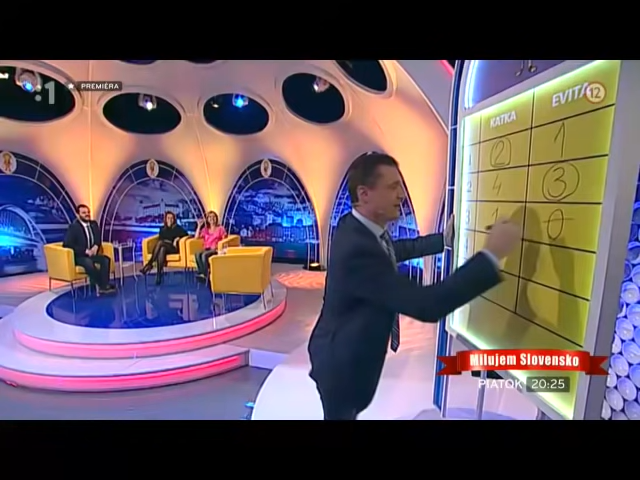 :1 PREMIÉRA
12
KATKA EVITA
1 (2) 1
2 4 3
3 1 0
Milujem Slovensko
PIATOK 20:25